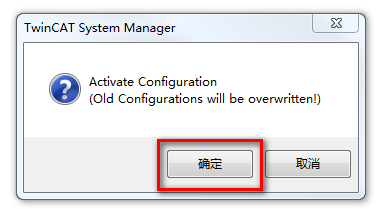 TwinCAT System Manager
Activate Configuration
(Old Configurations will be overwritten!)
确定
取消